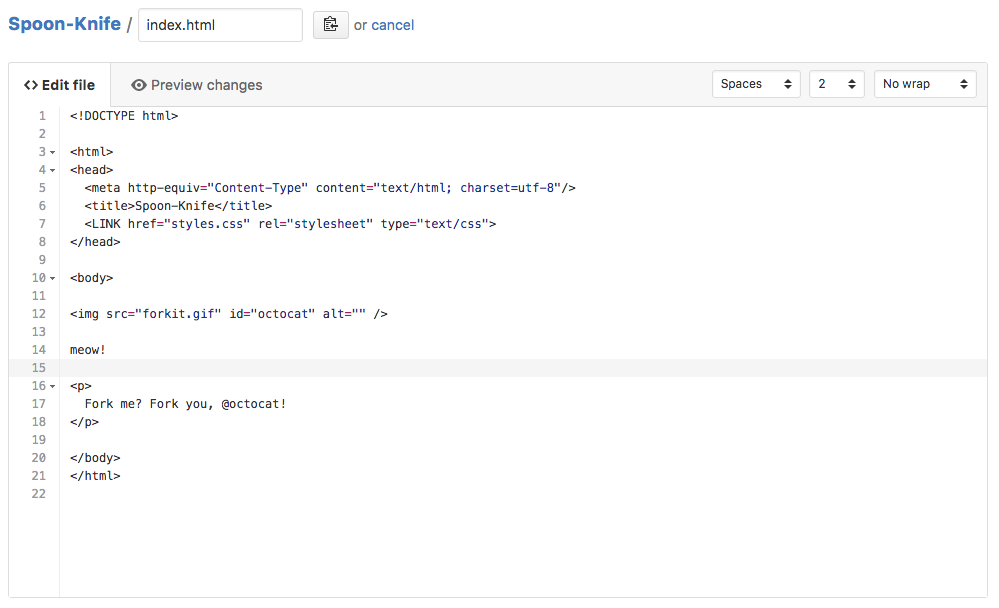 Spoon-Knife / index.html or cancel
Edit file Preview changes Spaces 2 No wrap
1 <!DOCTYPE html>
2
3 <html>
4 <head>
5   <meta http-equiv="Content-Type" content="text/html; charset=utf-8"/>
6   <title>Spoon-Knife</title>
7   <LINK href="styles.css" rel="stylesheet" type="text/css">
8 </head>
9
10 <body>
11
12 <img src="forkit.gif" id="octocat" alt="" />
13
14 meow!
15
16 <p>
17   Fork me? Fork you, @octocat!
18 </p>
19
20 </body>
21 </html>
22